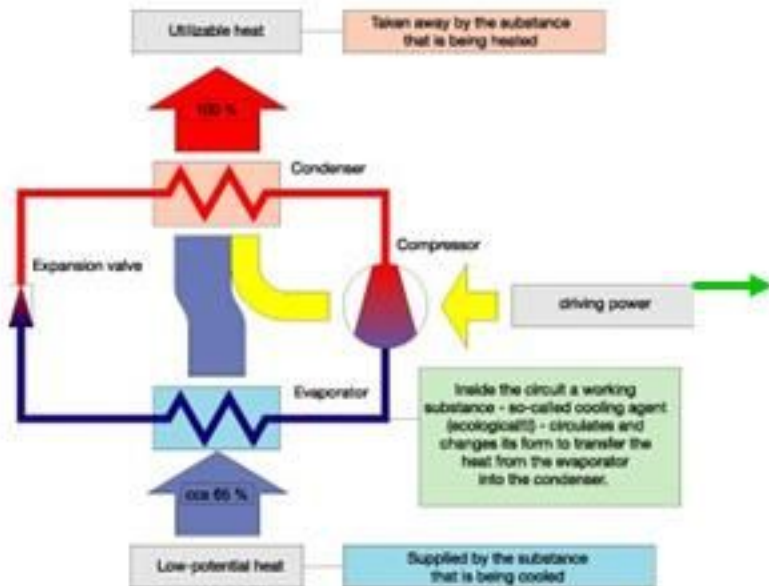 Utilizable heat
Taken away by the substance
that is being heated
100 %
Condenser
Compressor
Expansion valve
driving power
Evaporator
Inside the circuit a working
substance - so-called cooling agent
(ecological!!!) - circulates and
changes its form to transfer the
heat from the evaporator
into the condenser.
cca 65 %
Low-potential heat
Supplied by the substance
that is being cooled